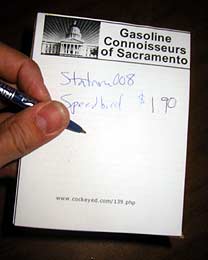 Gasoline
Connoisseurs
of Sacramento
Station 008
Speedbird $1.90
www.cockeyed.com/139.php